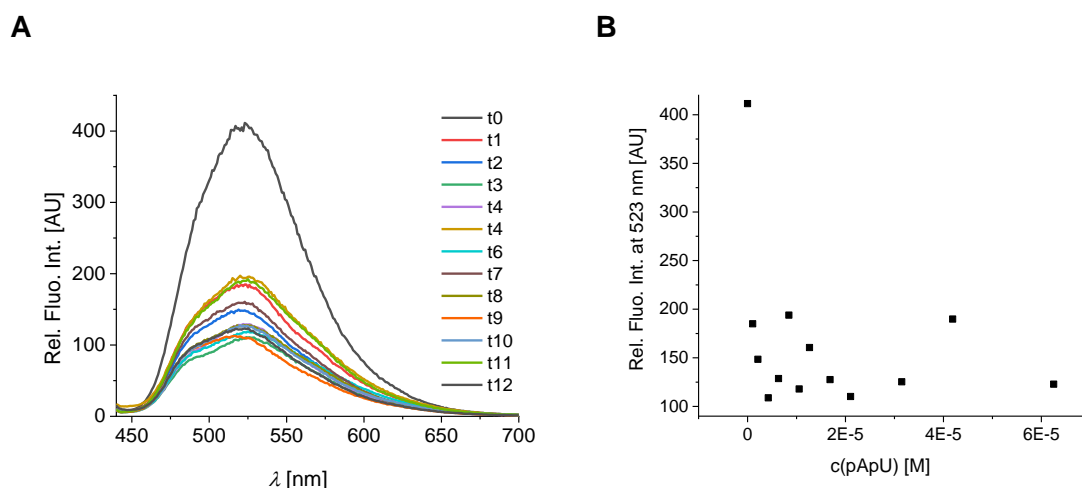 A
B
Rel. Fluo. Int. [AU]
400
300
200
100
0
450
500
550
600
650
700
λ [nm]
t0
t1
t2
t3
t4
t4
t6
t7
t8
t9
t10
t11
t12
Rel. Fluo. Int. at 523 nm [AU]
400
350
300
250
200
150
100
0
2E-5
4E-5
6E-5
c(pApU) [M]